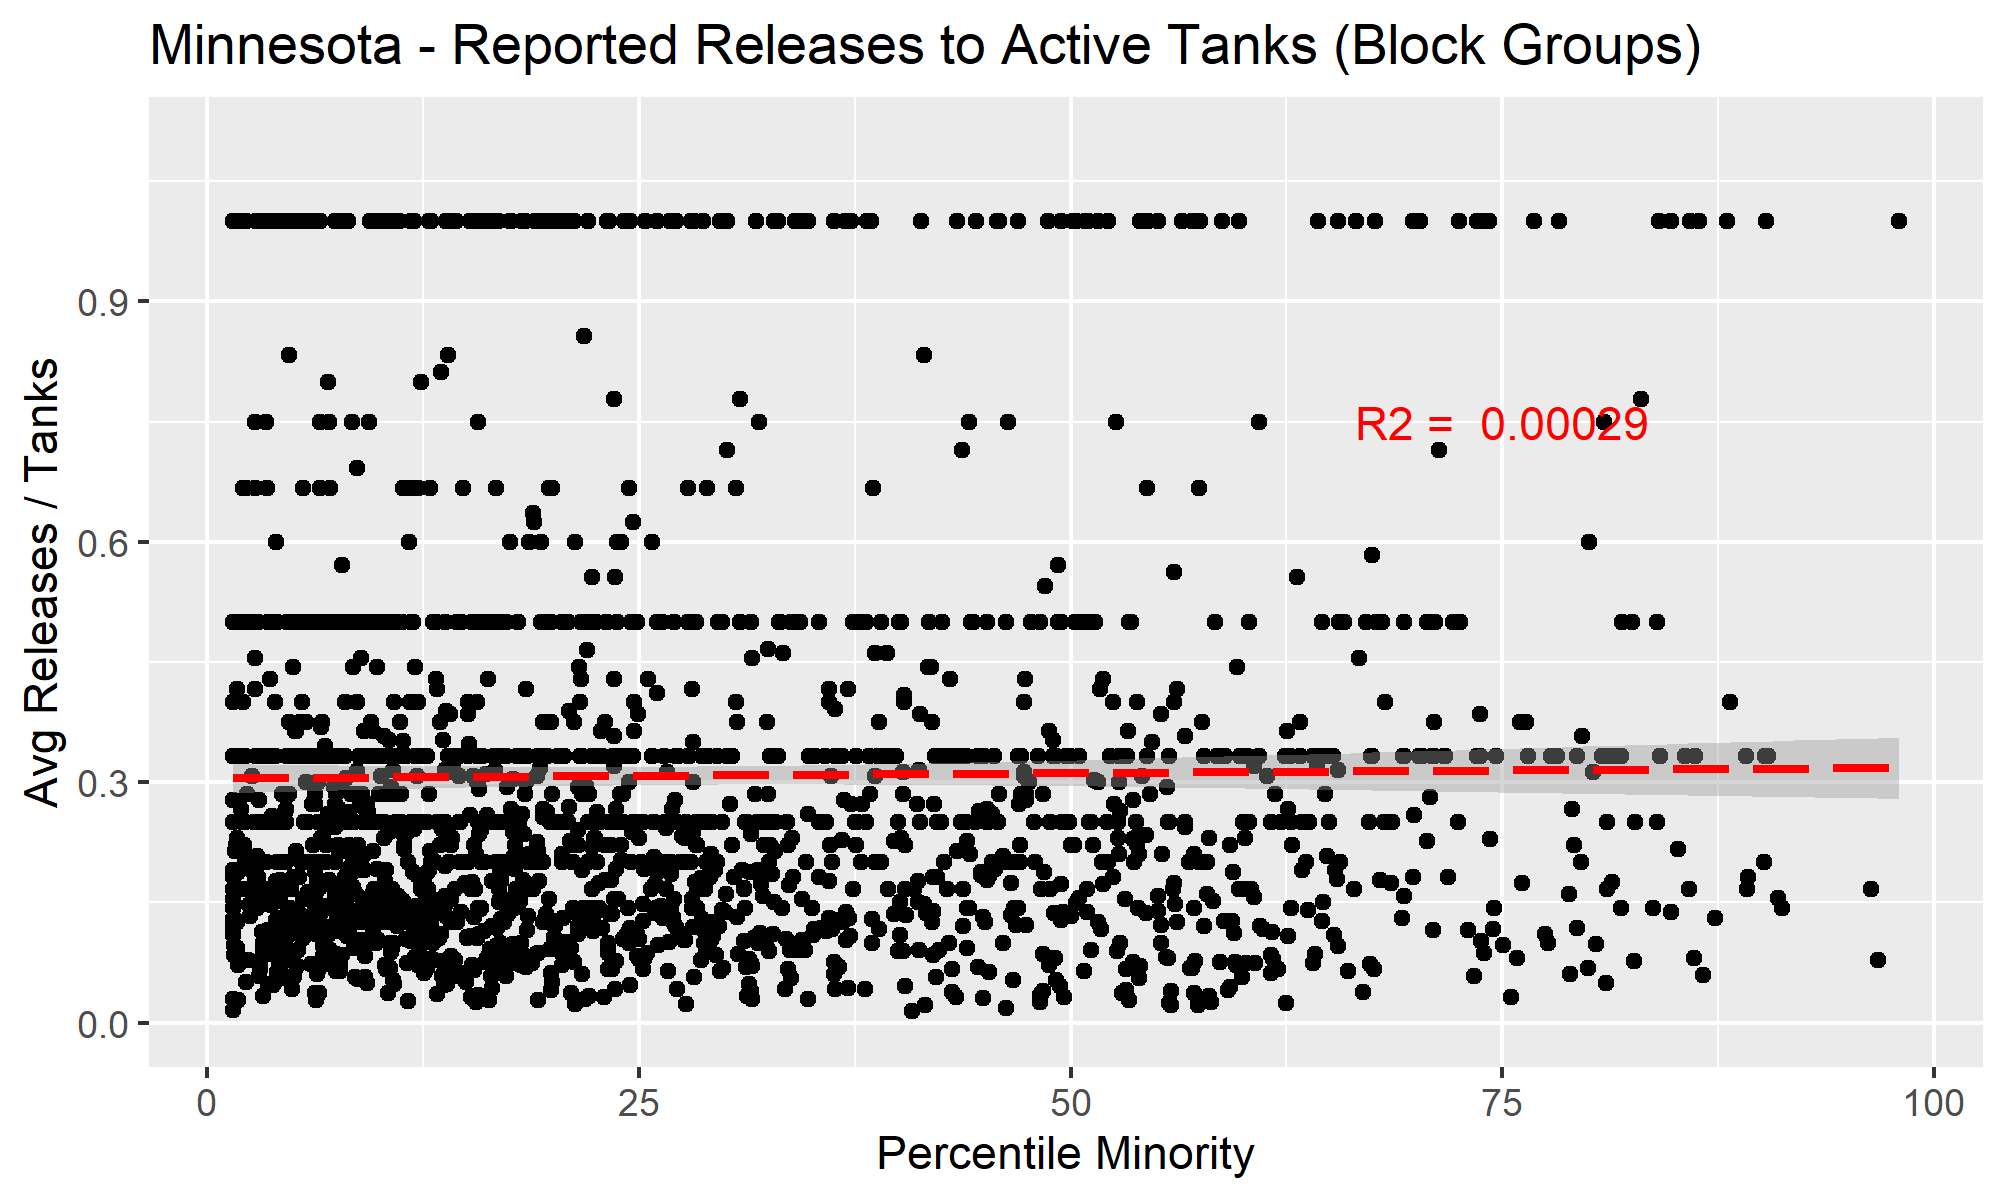 Minnesota - Reported Releases to Active Tanks (Block Groups)
Avg Releases / Tanks
0.9
0.6
0.3
0.0
R2 =  0.00029
0
25
50
75
100
Percentile Minority